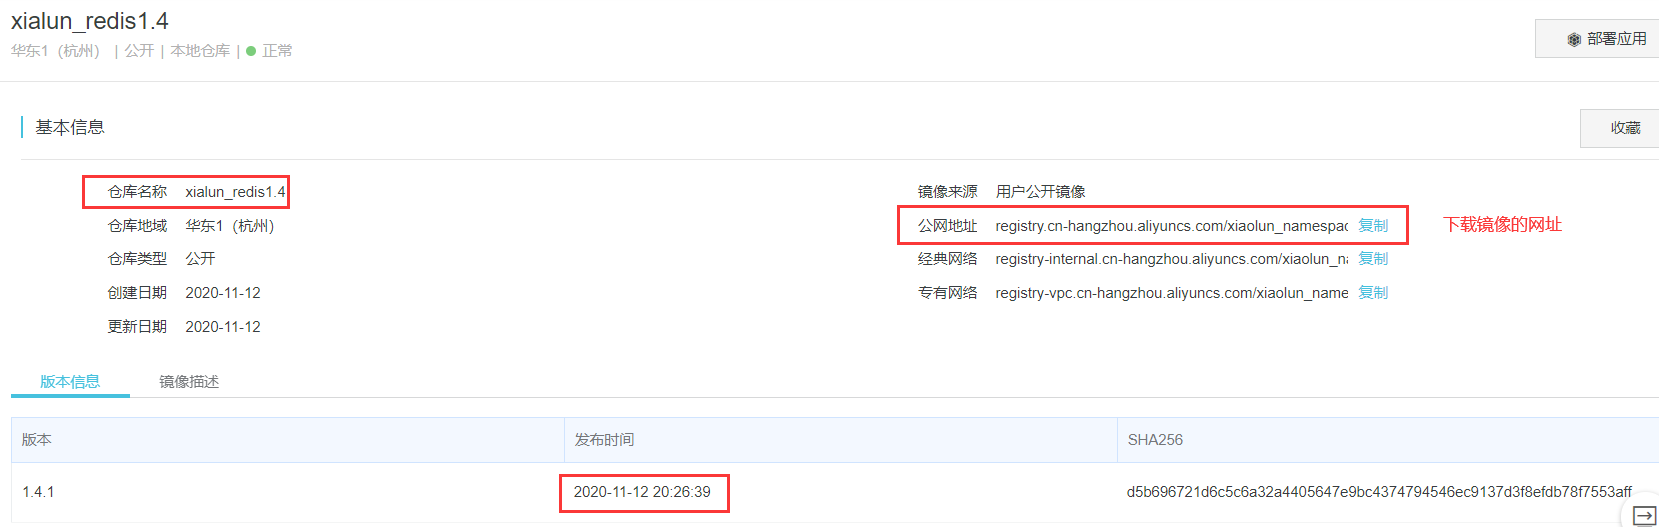 xialun_redis1.4
华东1（杭州） | 公开 | 本地仓库 | 正常
部署应用
基本信息
收藏
仓库名称 xialun_redis1.4
仓库地域 华东1（杭州）
仓库类型 公开
创建日期 2020-11-12
更新日期 2020-11-12
镜像来源 用户公开镜像
公网地址 registry.cn-hangzhou.aliyuncs.com/xiaolun_namespac 复制 下载镜像的网址
经典网络 registry-internal.cn-hangzhou.aliyuncs.com/xiaolun_na 复制
专有网络 registry-vpc.cn-hangzhou.aliyuncs.com/xiaolun_name 复制
版本信息 镜像描述
版本 发布时间 SHA256
1.4.1 2020-11-12 20:26:39 d5b696721d6c5c6a32a4405647e9bc4374794546ec9137d3f8efdb78f7553aff